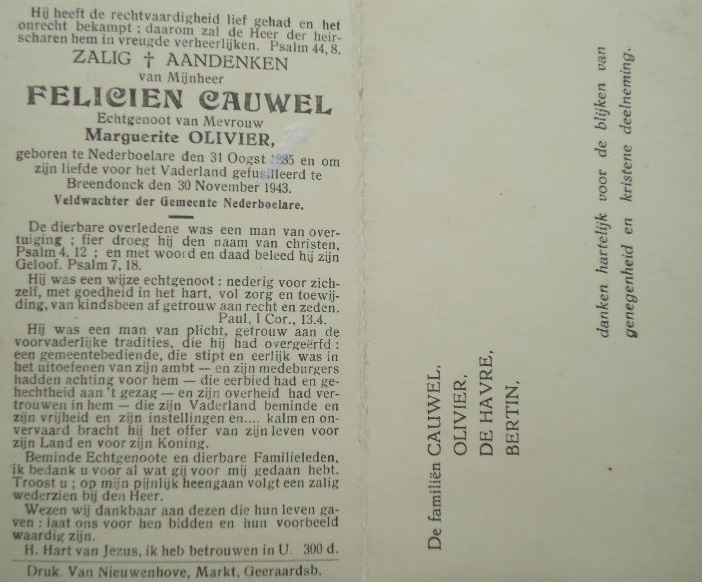 Hij heeft de rechtvaardigheid lief gehad en het
onrecht bekampt ; daarom zal de Heer der heir-
scharen hem in vreugde verheerlijken. Psalm 44, 8.
ZALIG † AANDENKEN
van Mijnheer
FELICIEN CAUWEL
Echtgenoot van Mevrouw
Marguerite OLIVIER,
geboren te Nederboelare den 31 Oogst 1885 en om
zijn liefde voor het Vaderland gefusilleerd te
Breendonck den 30 November 1943.
Veldwachter der Gemeente Nederboelare.
De dierbare overledene was een man van over-
tuiging ; fier droeg hij den naam van christen,
Psalm 4, 12 ; en met woord en daad beleed hij zijn
Geloof. Psalm 7, 18.
Hij was een wijze echtgenoot : nederig voor zich-
zelf, met goedheid in het hart, vol zorg en toewij-
ding, van kindsbeen af getrouw aan recht en zeden.
Paul, I Cor., 13.4.
Hij was een man van plicht, getrouw aan de
voorvaderlijke tradities, die hij had overgeërfd :
een gemeentebediende, die stipt en eerlijk was in
het uitoefenen van zijn ambt — en zijn medeburgers
hadden achting voor hem — die eerbied had en ge-
hechtheid aan 't gezag — en zijn overheid had ver-
trouwen in hem — die zijn Vaderland beminde en
zijn vrijheid en zijn instellingen en.... kalm en on-
vervaard bracht hij het offer van zijn leven voor
zijn Land en voor zijn Koning.
Beminde Echtgenoote en dierbare Familieleden,
ik bedank u voor al wat gij voor mij gedaan hebt.
Troost u ; op mijn pijnlijk heengaan volgt een zalig
wederzien bij den Heer.
Wezen wij dankbaar aan dezen die hun leven ga-
ven : laat ons voor hen bidden en hun voorbeeld
waardig zijn.
H. Hart van Jezus, ik heb betrouwen in U. 300 d.
Druk. Van Nieuwenhove, Markt, Geeraardsb.
De familiën CAUWEL,
OLIVIER,
DE HAVRE,
BERTIN,
danken hartelijk voor de blijken van
genegenheid en kristene deelneming.